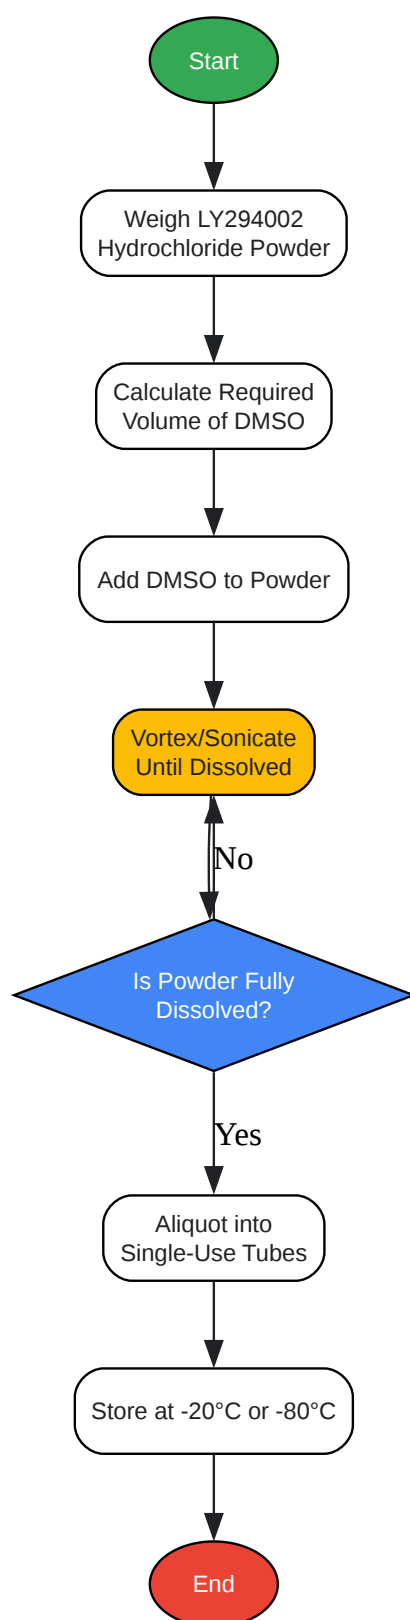 Start
Weigh LY294002
Hydrochloride Powder
Calculate Required
Volume of DMSO
Add DMSO to Powder
Vortex/Sonicate
Until Dissolved
No
Is Powder Fully
Dissolved?
Yes
Aliquot into
Single-Use Tubes
Store at -20°C or -80°C
End